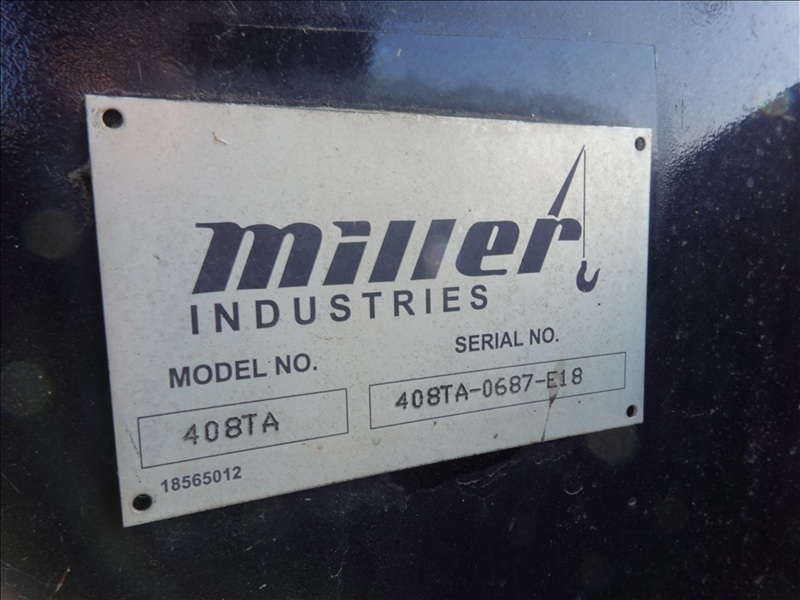 miller
INDUSTRIES
MODEL NO.
SERIAL NO.
408TA
408TA-0687-E18
18565012